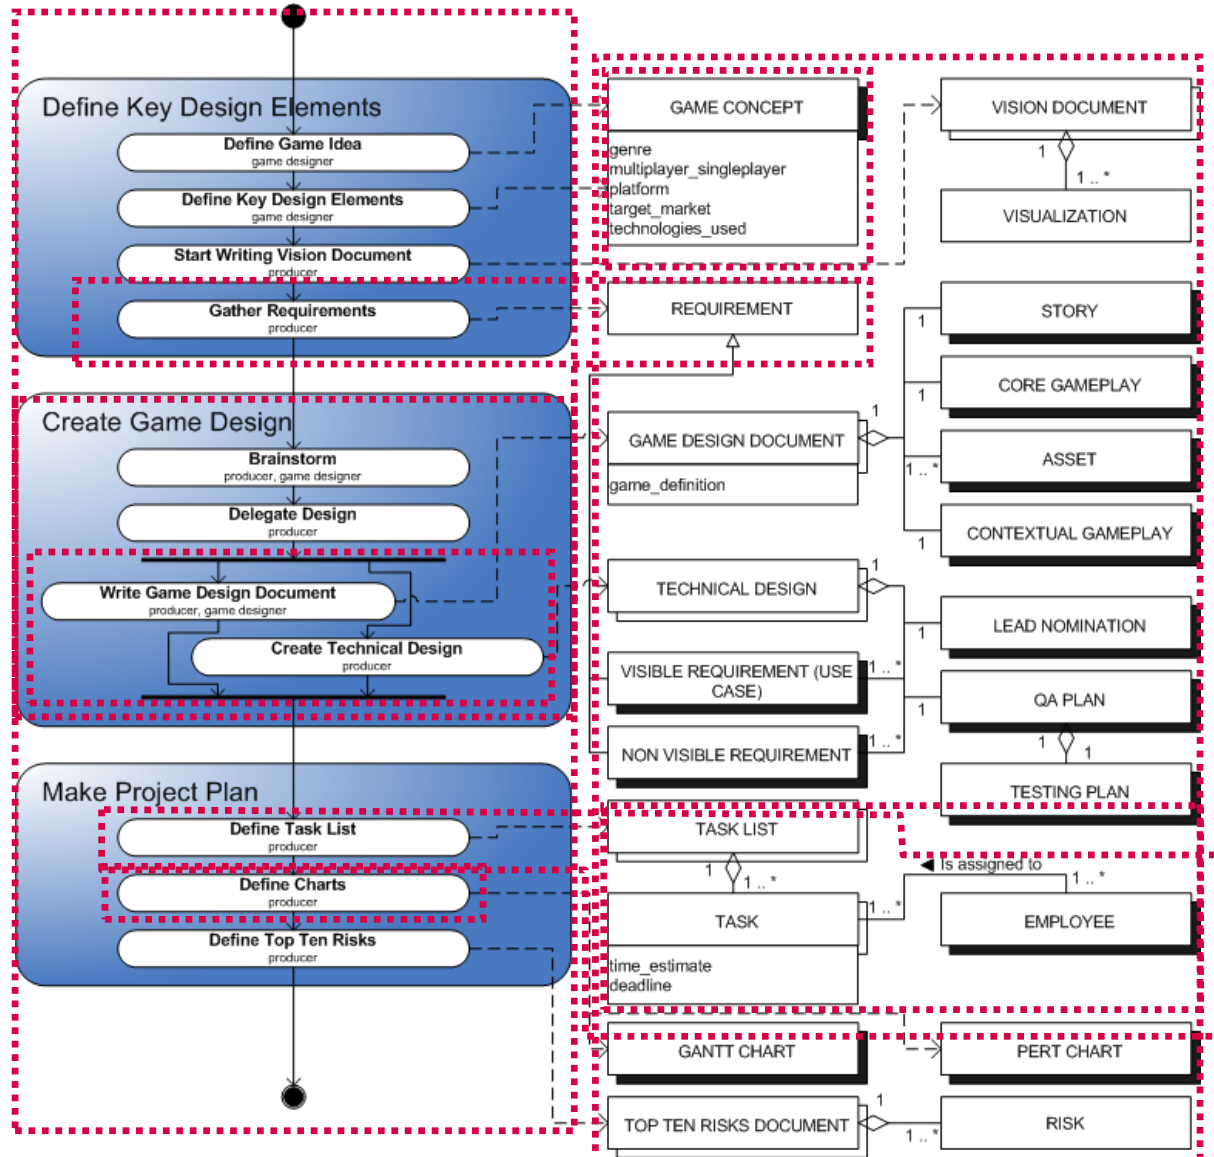 Define Key Design Elements
Define Game Idea
game designer
Define Key Design Elements
game designer
Start Writing Vision Document
producer
Gather Requirements
producer
Create Game Design
Brainstorm
producer, game designer
Delegate Design
producer
Write Game Design Document
producer, game designer
Create Technical Design
producer
Make Project Plan
Define Task List
producer
Define Charts
producer
Define Top Ten Risks
producer
GAME CONCEPT
genre
multiplayer_singleplayer
platform
target_market
technologies_used
VISION DOCUMENT
1
1 .. *
VISUALIZATION
REQUIREMENT
GAME DESIGN DOCUMENT
game_definition
1
1
STORY
1
CORE GAMEPLAY
1 .. *
ASSET
1
CONTEXTUAL GAMEPLAY
TECHNICAL DESIGN
1
1
LEAD NOMINATION
VISIBLE REQUIREMENT (USE
CASE)
1 .. *
1
QA PLAN
NON VISIBLE REQUIREMENT
1 .. *
1
1
TESTING PLAN
TASK LIST
1
1 .. *
TASK
time_estimate
deadline
1 .. *
◄ Is assigned to
1 .. *
EMPLOYEE
GANTT CHART
PERT CHART
TOP TEN RISKS DOCUMENT
1
1 .. *
RISK